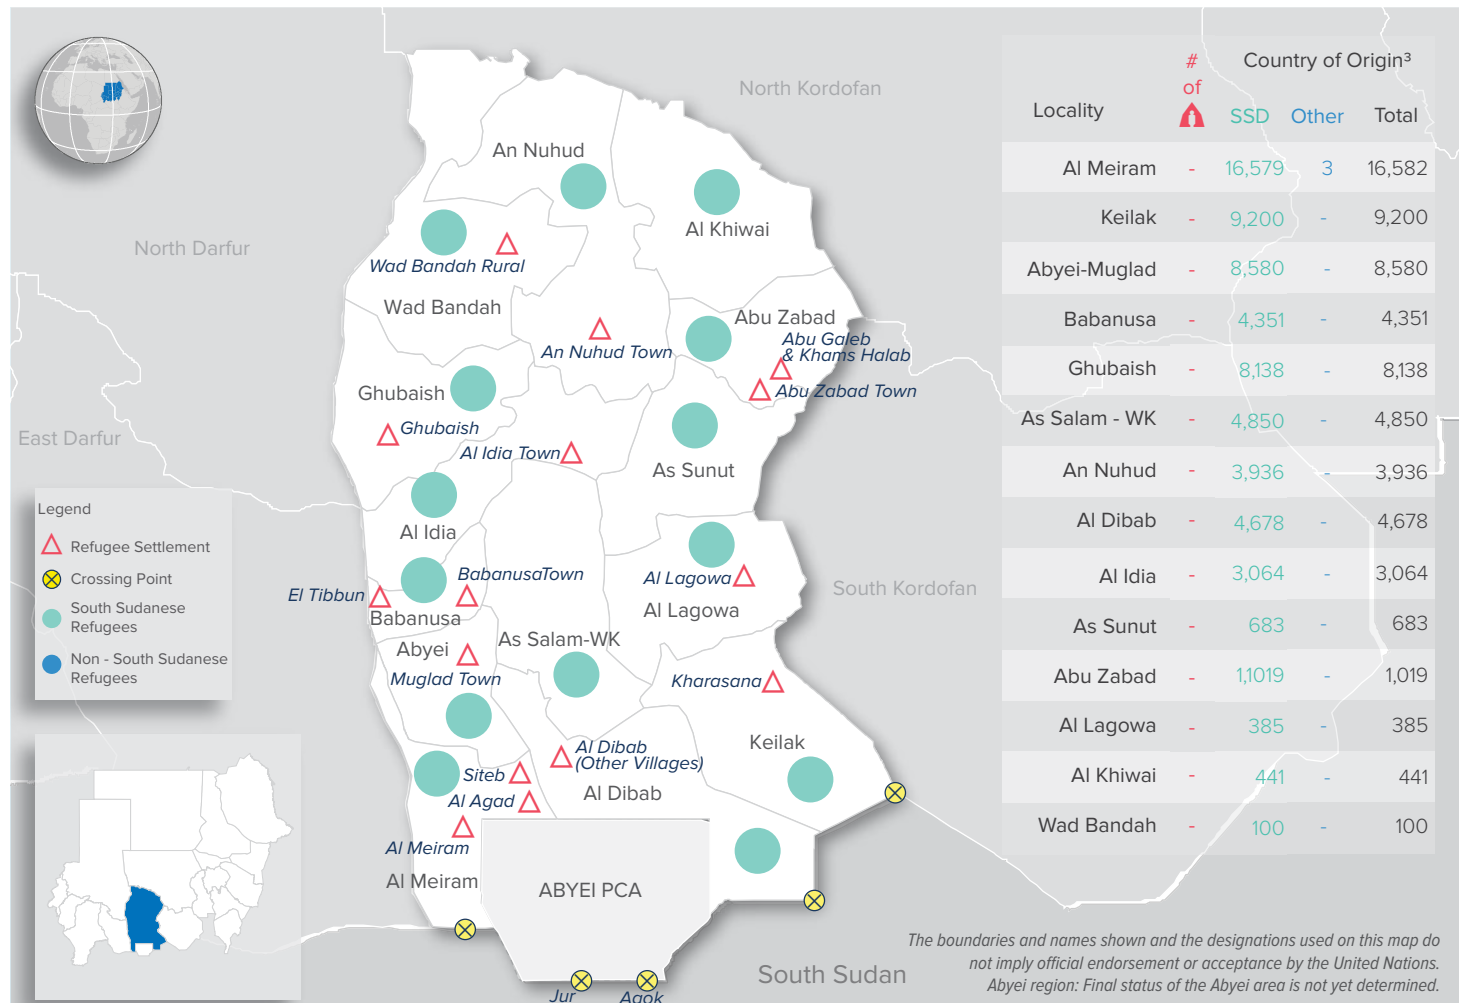 North Kordofan
An Nuhud
Al Khiwai
North Darfur
Wad Bandah Rural
Wad Bandah
Abu Zabad
Abu Galeb
& Khams Halab
An Nuhud Town
Abu Zabad Town
Ghubaish
Ghubaish
East Darfur
Al Idia Town
As Sunut
Al Idia
Al Lagowa
BabanusaTown
El Tibbun
Babanusa
Al Lagowa
South Kordofan
As Salam-WK
Abyei
Muglad Town
Kharasana
Keilak
Al Dibab
(Other Villages)
Siteb
Al Agad
Al Dibab
Al Meiram
Al Meiram
ABYEI PCA
South Sudan
Jur
Agok
Legend
Refugee Settlement
Crossing Point
South Sudanese
Refugees
Non - South Sudanese
Refugees
# of Country of Origin³
Locality SSD Other Total
Al Meiram - 16,579 3 16,582
Keilak - 9,200 - 9,200
Abyei-Muglad - 8,580 - 8,580
Babanusa - 4,351 - 4,351
Ghubaish - 8,138 - 8,138
As Salam - WK - 4,850 - 4,850
An Nuhud - 3,936 - 3,936
Al Dibab - 4,678 - 4,678
Al Idia - 3,064 - 3,064
As Sunut - 683 - 683
Abu Zabad - 1,1019 - 1,019
Al Lagowa - 385 - 385
Al Khiwai - 441 - 441
Wad Bandah - 100 - 100
The boundaries and names shown and the designations used on this map do
not imply official endorsement or acceptance by the United Nations.
Abyei region: Final status of the Abyei area is not yet determined.